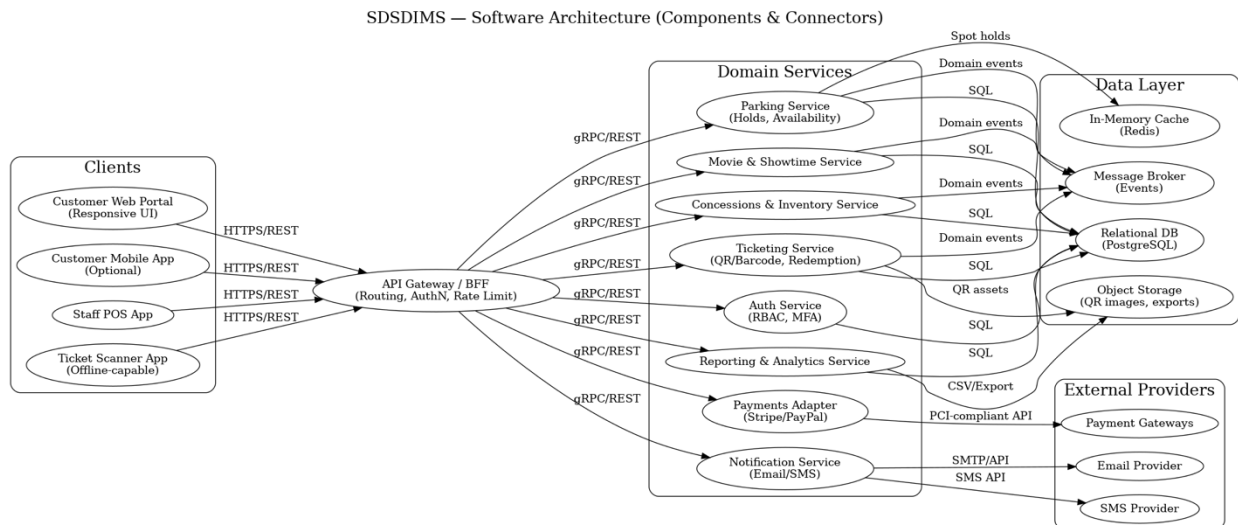 SDSDIMS — Software Architecture (Components & Connectors)
Clients
Customer Web Portal
(Responsive UI)
Customer Mobile App
(Optional)
Staff POS App
Ticket Scanner App
(Offline-capable)
HTTPS/REST
HTTPS/REST
HTTPS/REST
HTTPS/REST
API Gateway / BFF
(Routing, AuthN, Rate Limit)
gRPC/REST
gRPC/REST
gRPC/REST
gRPC/REST
gRPC/REST
gRPC/REST
gRPC/REST
gRPC/REST
Domain Services
Parking Service
(Holds, Availability)
Movie & Showtime Service
Concessions & Inventory Service
Ticketing Service
(QR/Barcode, Redemption)
Auth Service
(RBAC, MFA)
Reporting & Analytics Service
Payments Adapter
(Stripe/PayPal)
Notification Service
(Email/SMS)
Spot holds
Domain events
SQL
Domain events
SQL
Domain events
SQL
Domain events
SQL
QR assets
SQL
SQL
CSV/Export
PCI-compliant API
SMTP/API
SMS API
Data Layer
In-Memory Cache
(Redis)
Message Broker
(Events)
Relational DB
(PostgreSQL)
Object Storage
(QR images, exports)
External Providers
Payment Gateways
Email Provider
SMS Provider